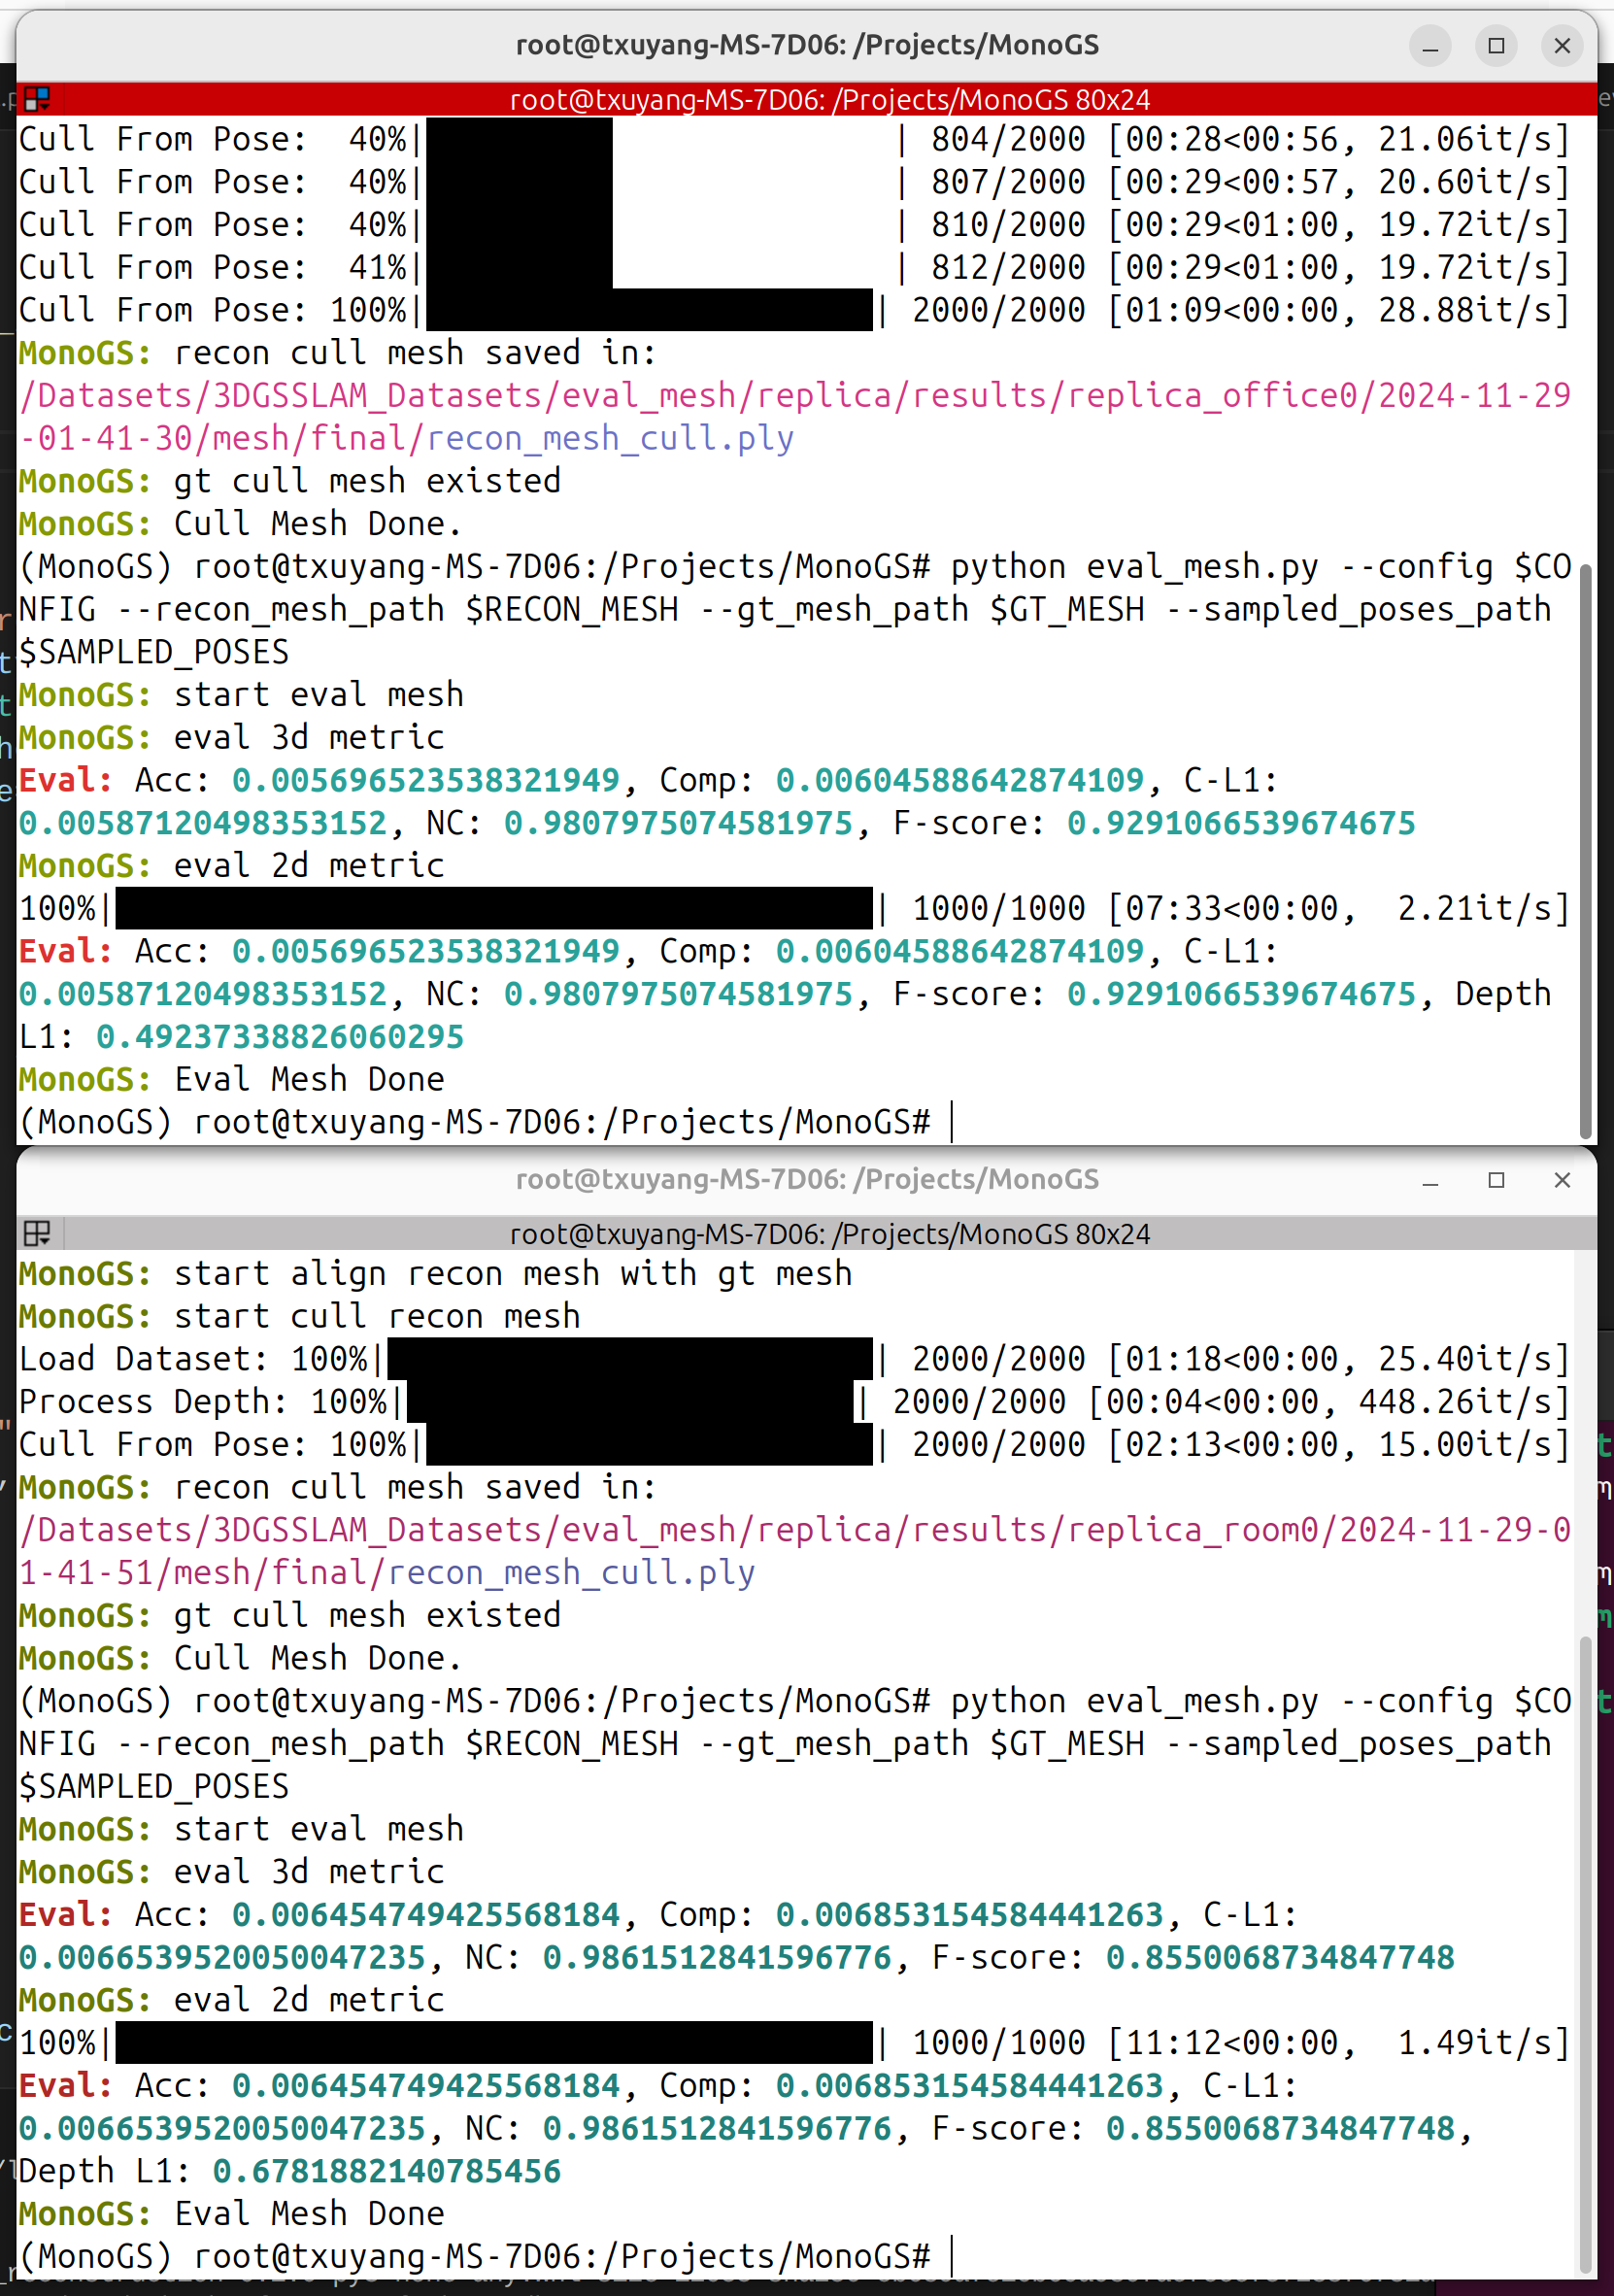 root@txuyang-MS-7D06: /Projects/MonoGS
root@txuyang-MS-7D06: /Projects/MonoGS 80x24
Cull From Pose:  40%| | 804/2000 [00:28<00:56, 21.06it/s]
Cull From Pose:  40%| | 807/2000 [00:29<00:57, 20.60it/s]
Cull From Pose:  40%| | 810/2000 [00:29<01:00, 19.72it/s]
Cull From Pose:  41%| | 812/2000 [00:29<01:00, 19.72it/s]
Cull From Pose: 100%| | 2000/2000 [01:09<00:00, 28.88it/s]
MonoGS: recon cull mesh saved in:
/Datasets/3DGSSLAM_Datasets/eval_mesh/replica/results/replica_office0/2024-11-29
-01-41-30/mesh/final/recon_mesh_cull.ply
MonoGS: gt cull mesh existed
MonoGS: Cull Mesh Done.
(MonoGS) root@txuyang-MS-7D06:/Projects/MonoGS# python eval_mesh.py --config $CO
NFIG --recon_mesh_path $RECON_MESH --gt_mesh_path $GT_MESH --sampled_poses_path
$SAMPLED_POSES
MonoGS: start eval mesh
MonoGS: eval 3d metric
Eval: Acc: 0.005696523538321949, Comp: 0.00604588642874109, C-L1:
0.00587120498353152, NC: 0.9807975074581975, F-score: 0.9291066539674675
MonoGS: eval 2d metric
100%| | 1000/1000 [07:33<00:00,  2.21it/s]
Eval: Acc: 0.005696523538321949, Comp: 0.00604588642874109, C-L1:
0.00587120498353152, NC: 0.9807975074581975, F-score: 0.9291066539674675, Depth
L1: 0.49237338826060295
MonoGS: Eval Mesh Done
(MonoGS) root@txuyang-MS-7D06:/Projects/MonoGS#
root@txuyang-MS-7D06: /Projects/MonoGS
root@txuyang-MS-7D06: /Projects/MonoGS 80x24
MonoGS: start align recon mesh with gt mesh
MonoGS: start cull recon mesh
Load Dataset: 100%| | 2000/2000 [01:18<00:00, 25.40it/s]
Process Depth: 100%| | 2000/2000 [00:04<00:00, 448.26it/s]
Cull From Pose: 100%| | 2000/2000 [02:13<00:00, 15.00it/s]
MonoGS: recon cull mesh saved in:
/Datasets/3DGSSLAM_Datasets/eval_mesh/replica/results/replica_room0/2024-11-29-0
1-41-51/mesh/final/recon_mesh_cull.ply
MonoGS: gt cull mesh existed
MonoGS: Cull Mesh Done.
(MonoGS) root@txuyang-MS-7D06:/Projects/MonoGS# python eval_mesh.py --config $CO
NFIG --recon_mesh_path $RECON_MESH --gt_mesh_path $GT_MESH --sampled_poses_path
$SAMPLED_POSES
MonoGS: start eval mesh
MonoGS: eval 3d metric
Eval: Acc: 0.006454749425568184, Comp: 0.006853154584441263, C-L1:
0.0066539520050047235, NC: 0.9861512841596776, F-score: 0.8550068734847748
MonoGS: eval 2d metric
100%| | 1000/1000 [11:12<00:00,  1.49it/s]
Eval: Acc: 0.006454749425568184, Comp: 0.006853154584441263, C-L1:
0.0066539520050047235, NC: 0.9861512841596776, F-score: 0.8550068734847748,
Depth L1: 0.6781882140785456
MonoGS: Eval Mesh Done
(MonoGS) root@txuyang-MS-7D06:/Projects/MonoGS#